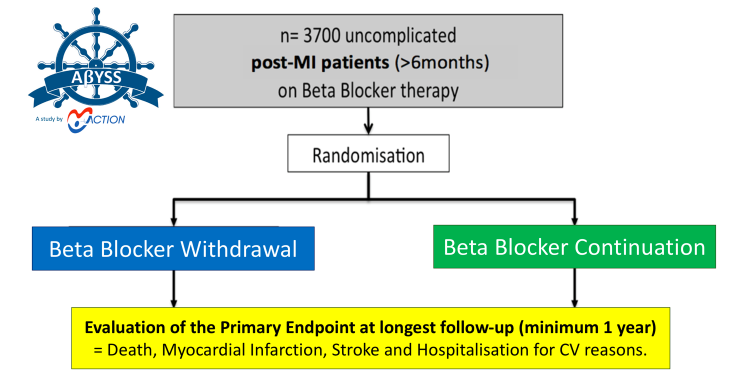 AβYSS
A study by ACTION
n= 3700 uncomplicated
post-MI patients (>6months)
on Beta Blocker therapy
Randomisation
Beta Blocker Withdrawal
Beta Blocker Continuation
Evaluation of the Primary Endpoint at longest follow-up (minimum 1 year)
= Death, Myocardial Infarction, Stroke and Hospitalisation for CV reasons.